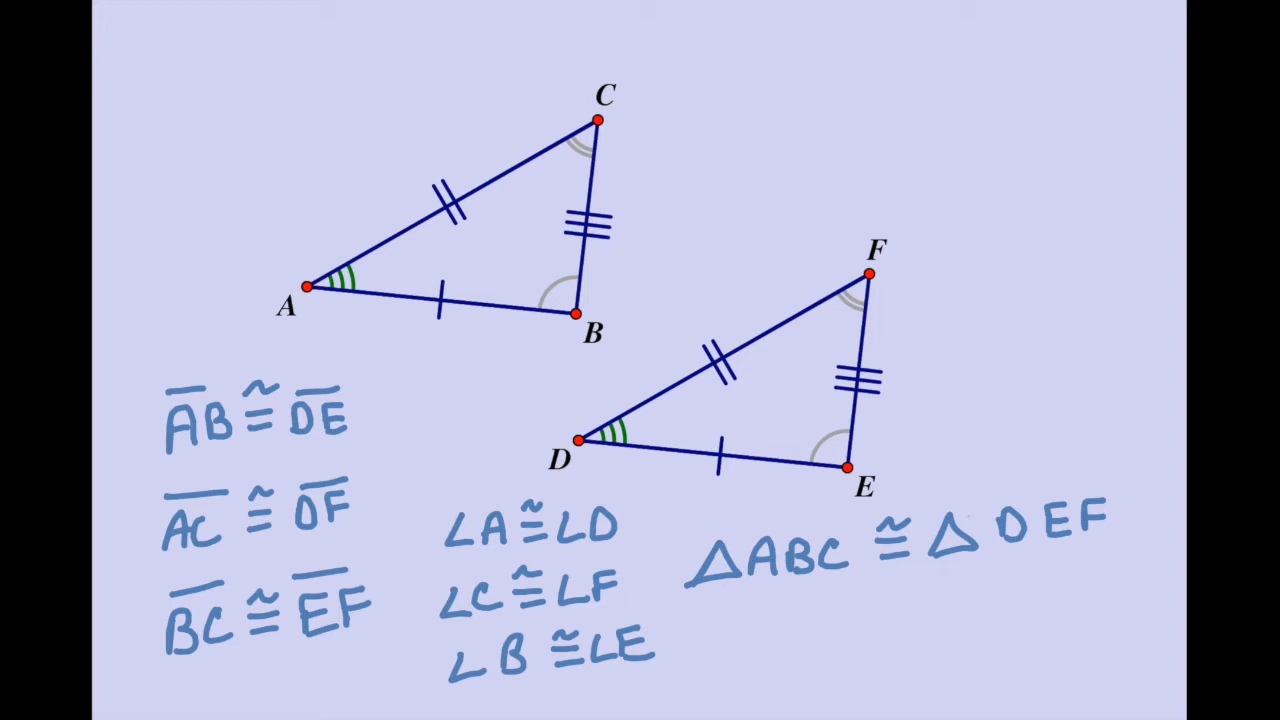 C
A
B
F
D
E
AB ≅ DE
AC ≅ DF
BC ≅ EF
∠A ≅ ∠D
∠C ≅ ∠F
∠B ≅ ∠E
△ABC ≅ △DEF